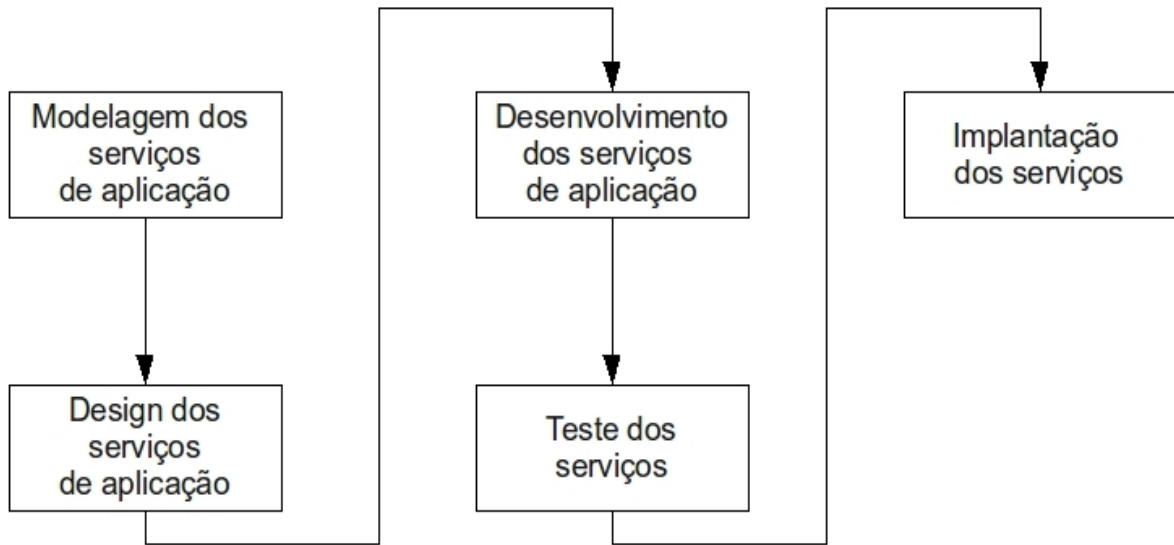 Modelagem dos
serviços
de aplicação
Design dos
serviços
de aplicação
Desenvolvimento
dos serviços
de aplicação
Teste dos
serviços
Implantação
dos serviços